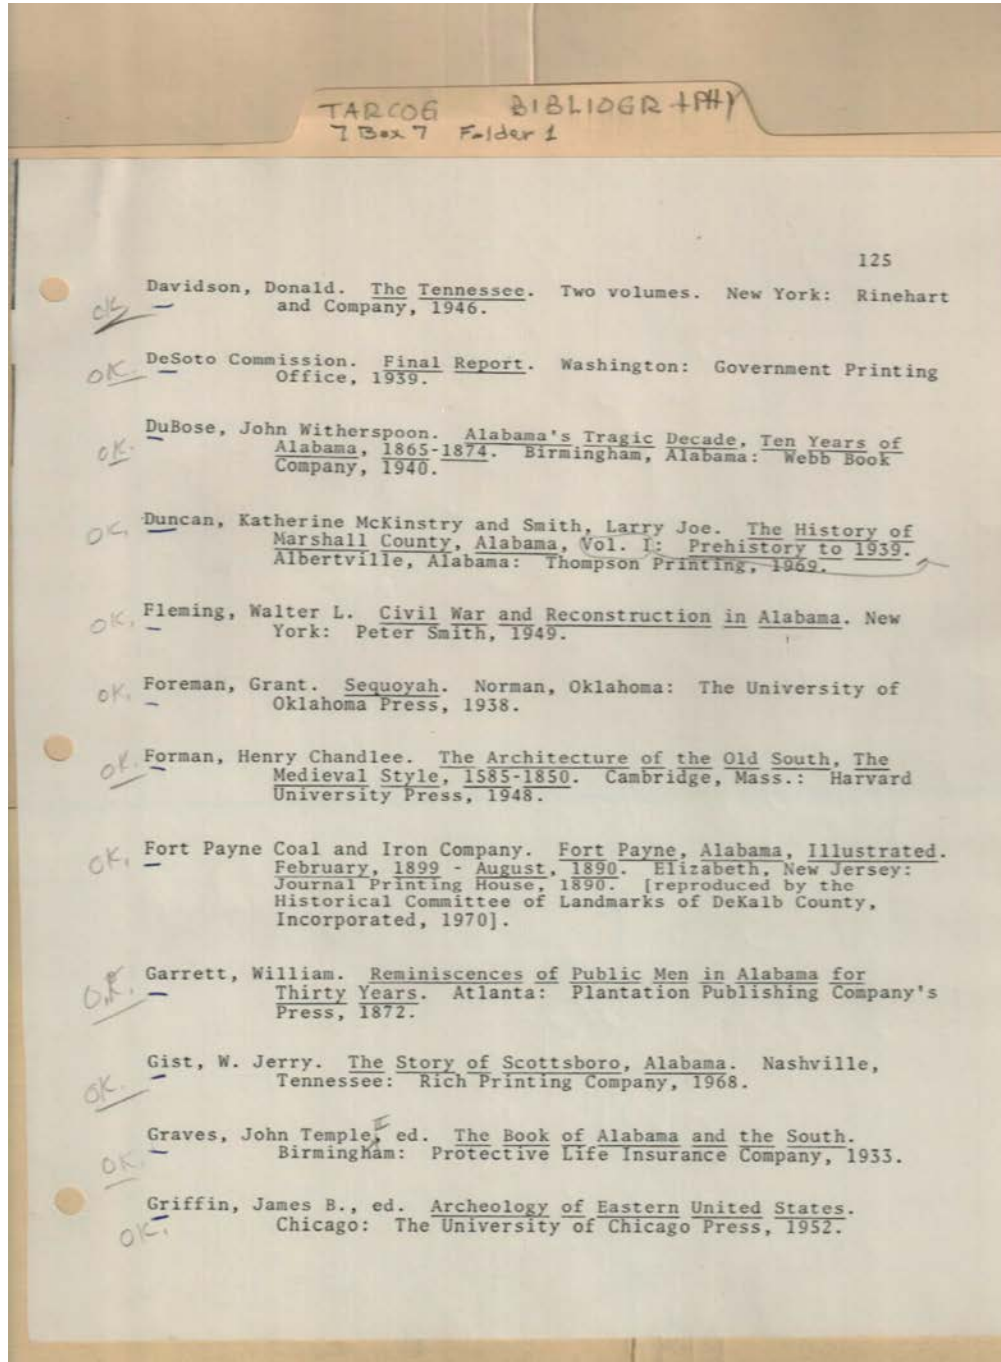 TARCOG BIBLIOGRAPHY
7 Box 7 Folder 1
125
OK Davidson, Donald. The Tennessee. Two volumes. New York: Rinehart
and Company, 1946.
OK. DeSoto Commission. Final Report. Washington: Government Printing
Office, 1939.
OK. DuBose, John Witherspoon. Alabama's Tragic Decade, Ten Years of
Alabama, 1865-1874. Birmingham, Alabama: Webb Book
Company, 1940.
OK. Duncan, Katherine McKinstry and Smith, Larry Joe. The History of
Marshall County, Alabama, Vol. I: Prehistory to 1939.
Albertville, Alabama: Thompson Printing, 1969.
OK. Fleming, Walter L. Civil War and Reconstruction in Alabama. New
York: Peter Smith, 1949.
OK. Foreman, Grant. Sequoyah. Norman, Oklahoma: The University of
Oklahoma Press, 1938.
OK. Forman, Henry Chandlee. The Architecture of the Old South, The
Medieval Style, 1585-1850. Cambridge, Mass.: Harvard
University Press, 1948.
OK. Fort Payne Coal and Iron Company. Fort Payne, Alabama, Illustrated.
February, 1899 - August, 1890. Elizabeth, New Jersey:
Journal Printing House, 1890. [reproduced by the
Historical Committee of Landmarks of DeKalb County,
Incorporated, 1970].
O.K. Garrett, William. Reminiscences of Public Men in Alabama for
Thirty Years. Atlanta: Plantation Publishing Company's
Press, 1872.
OK. Gist, W. Jerry. The Story of Scottsboro, Alabama. Nashville,
Tennessee: Rich Printing Company, 1968.
OK. Graves, John Temple, II ed. The Book of Alabama and the South.
Birmingham: Protective Life Insurance Company, 1933.
OK. Griffin, James B., ed. Archeology of Eastern United States.
Chicago: The University of Chicago Press, 1952.